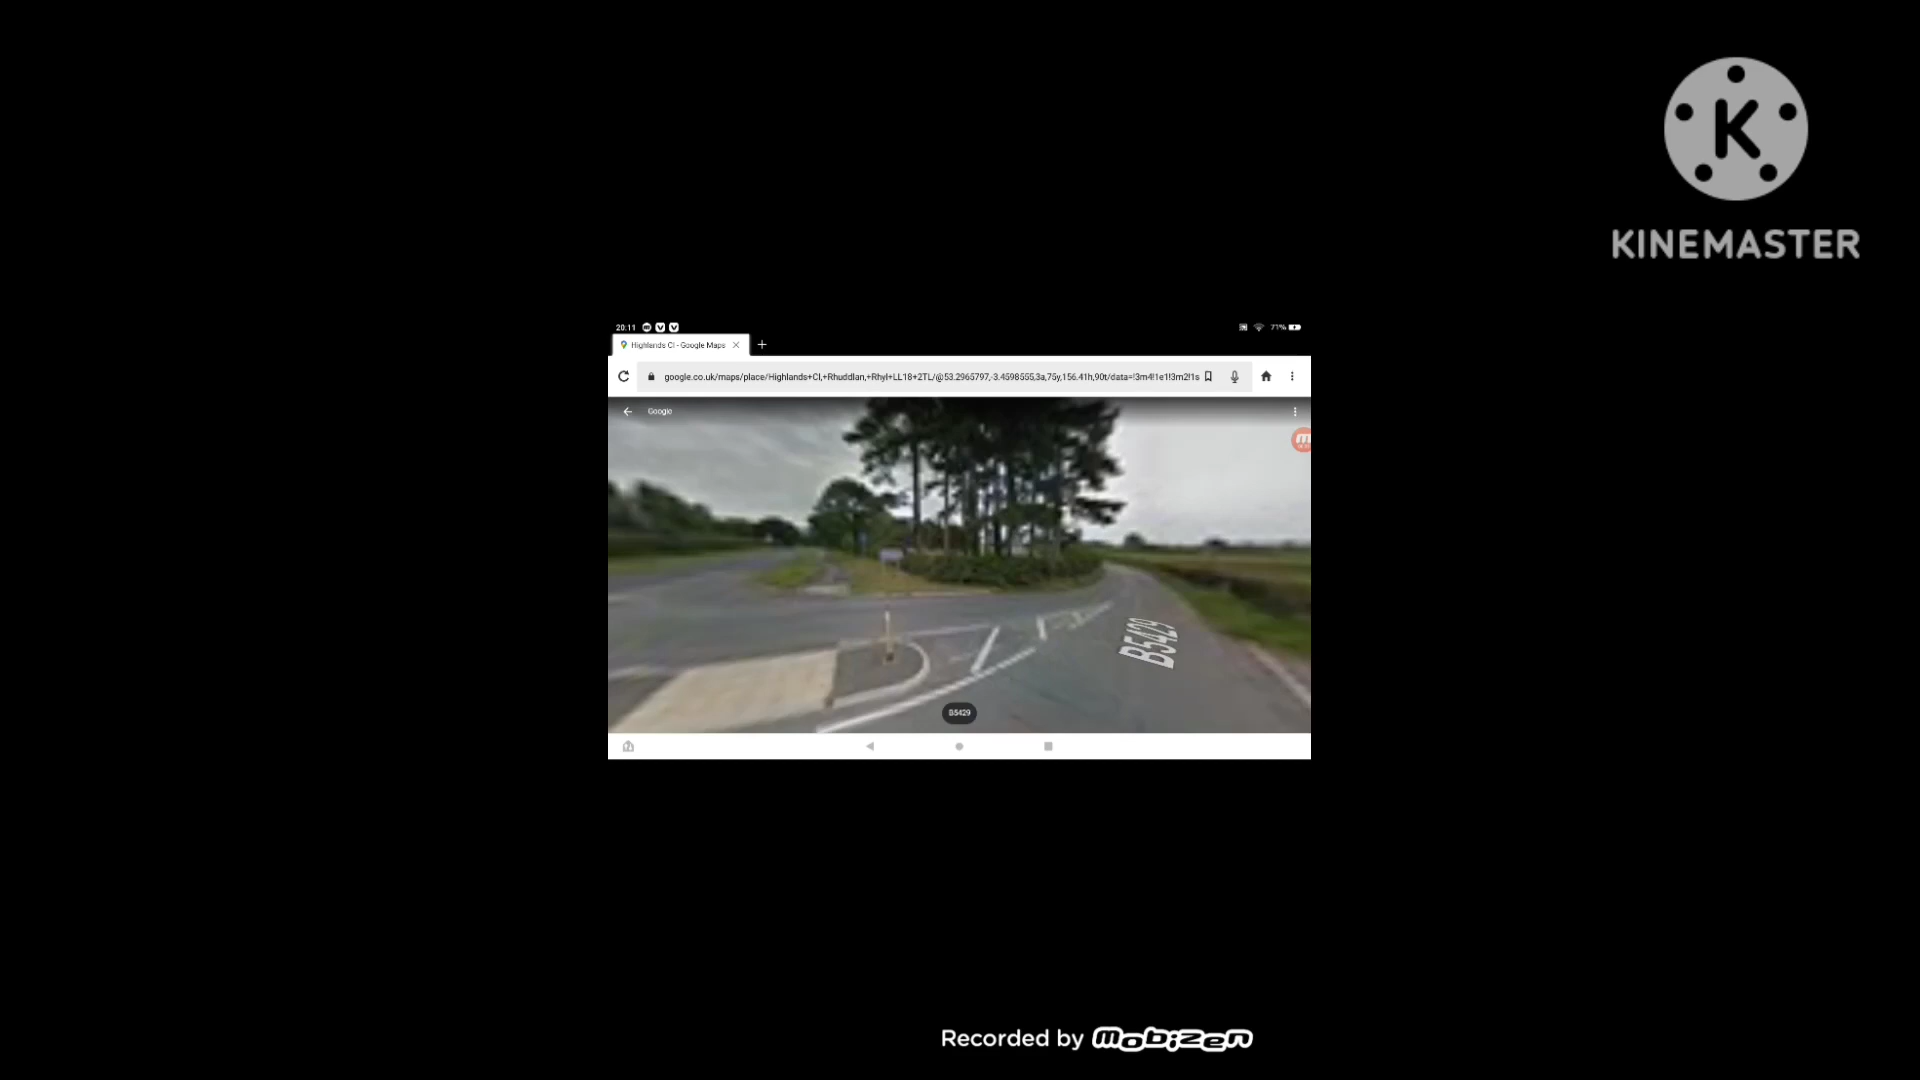 K
KINEMASTER
20:11
77%
Highlands Cl - Google Maps
google.co.uk/maps/place/Highlands+Cl,+Rhuddlan,+Rhyl+LL18+2TL/@53.2965797,-3.4598555,3a,75y,156.41h,90t/data=!3m4!1e1!3m2!1s
Google
B5429
B5429
Recorded by mobizen